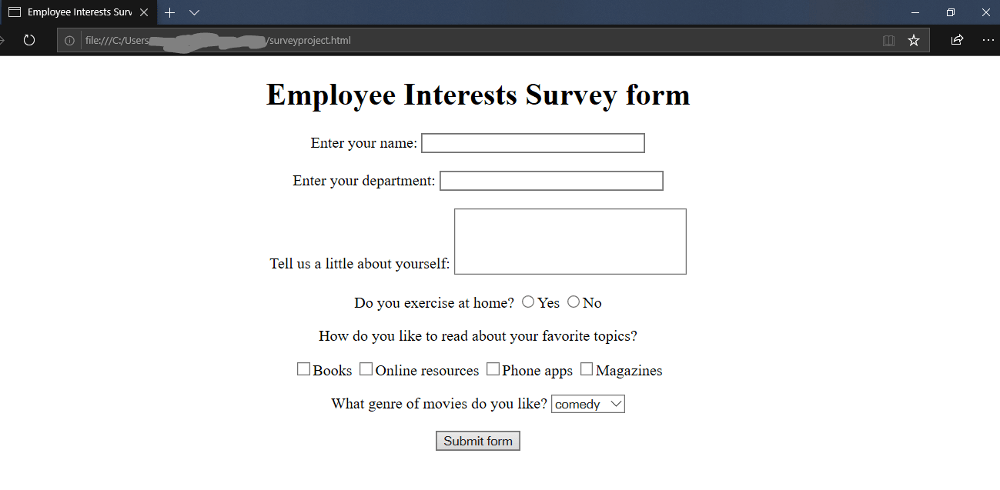 Employee Interests Surv
file:///C:/Users /surveyproject.html
Employee Interests Survey form
Enter your name:
Enter your department:
Tell us a little about yourself:
Do you exercise at home? Yes No
How do you like to read about your favorite topics?
Books Online resources Phone apps Magazines
What genre of movies do you like? comedy
Submit form